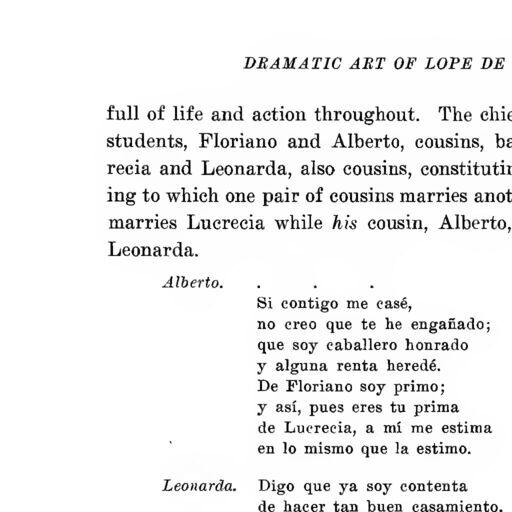 DRAMATIC ART OF LOPE DE
full of life and action throughout. The chie
students, Floriano and Alberto, cousins, ba
recia and Leonarda, also cousins, constitutin
ing to which one pair of cousins marries anot
marries Lucrecia while his cousin, Alberto,
Leonarda.
Alberto. . . .
Si contigo me casé,
no creo que te he engañado;
que soy caballero honrado
y alguna renta heredé.
De Floriano soy primo;
y así, pues eres tu prima
de Lucrecia, a mí me estima
en lo mismo que la estimo.
Leonarda. Digo que ya soy contenta
de hacer tan buen casamiento.